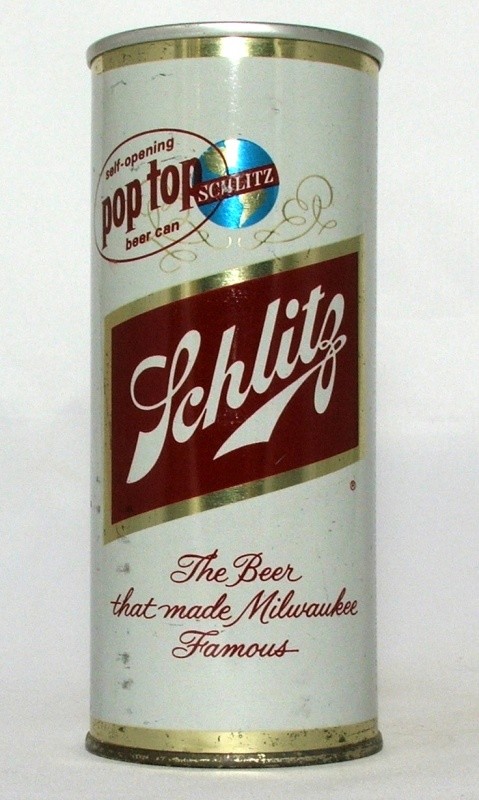 self-opening
pop top
beer can
SCHLITZ
Schlitz
®
The Beer
that made Milwaukee
Famous